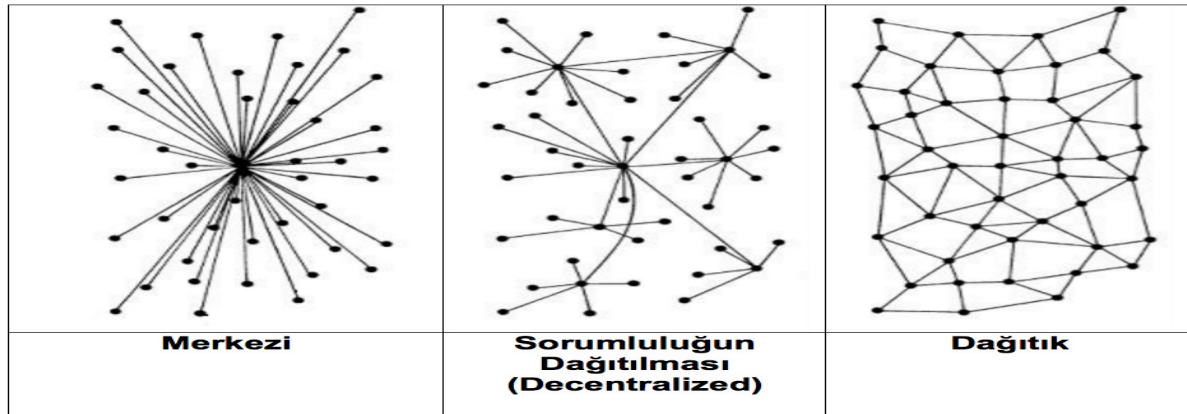 Merkezi
Sorumluluğun
Dağıtılması
(Decentralized)
Dağıtık